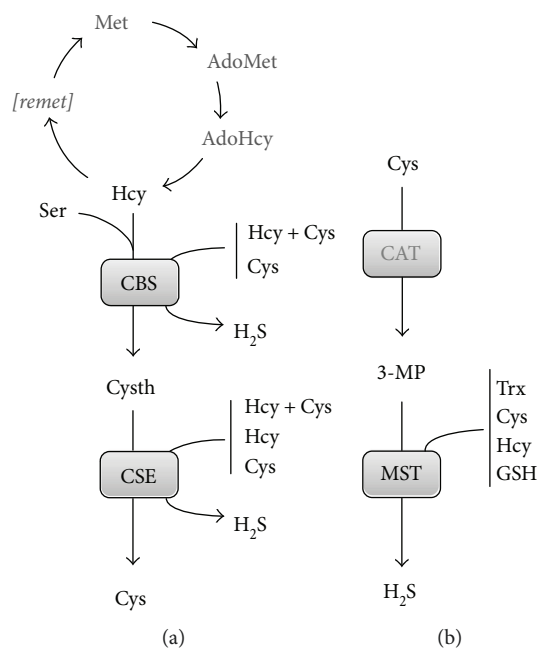 Met
AdoMet
[remet]
AdoHcy
Hcy
Ser
Hcy + Cys
Cys
CBS
H₂S
Cysth
Hcy + Cys
Hcy
Cys
CSE
H₂S
Cys
(a)
Cys
CAT
3-MP
Trx
Cys
Hcy
GSH
MST
H₂S
(b)